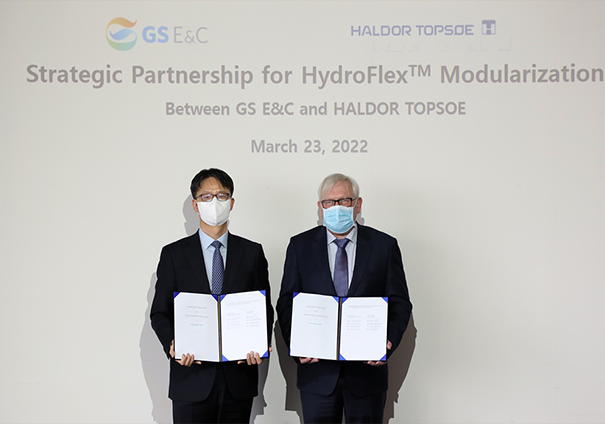 GS E&C
HALDOR TOPSOE H
Strategic Partnership for HydroFlex™ Modularization
Between GS E&C and HALDOR TOPSOE
March 23, 2022